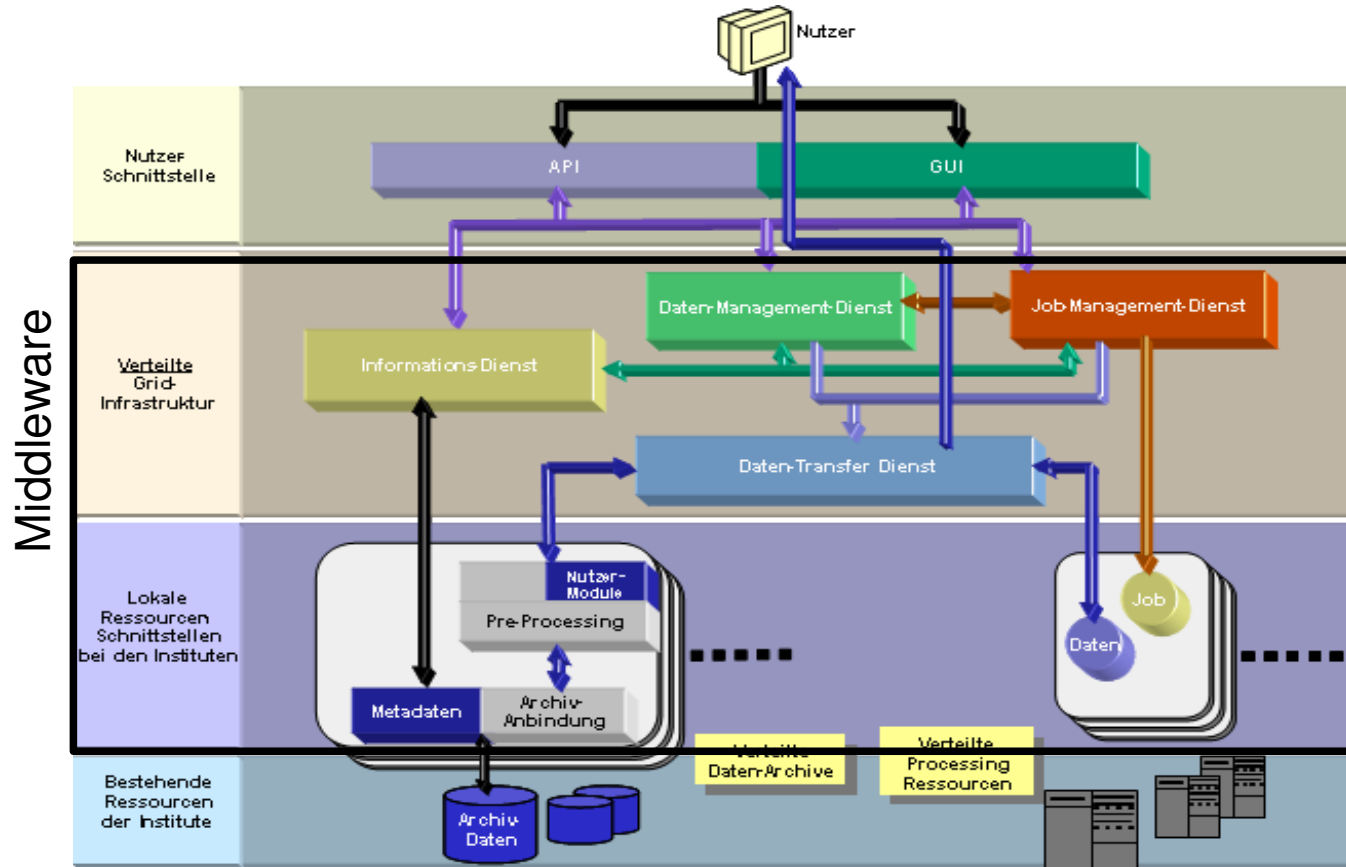 Nutzer
Nutzer
Schnittstelle
API
GUI
Middleware
Verteilte
Grid-
Infrastruktur
Daten-Management-Dienst
Job-Management-Dienst
Informations-Dienst
Daten-Transfer Dienst
Lokale
Ressourcen
Schnittstellen
bei den Instituten
Nutzer-
Module
Pre-Processing
Metadaten
Archiv-
Anbindung
Job
Daten
Verteilte
Daten-Archive
Verteilte
Processing
Ressourcen
Bestehende
Ressourcen
der Institute
Archiv-
Daten